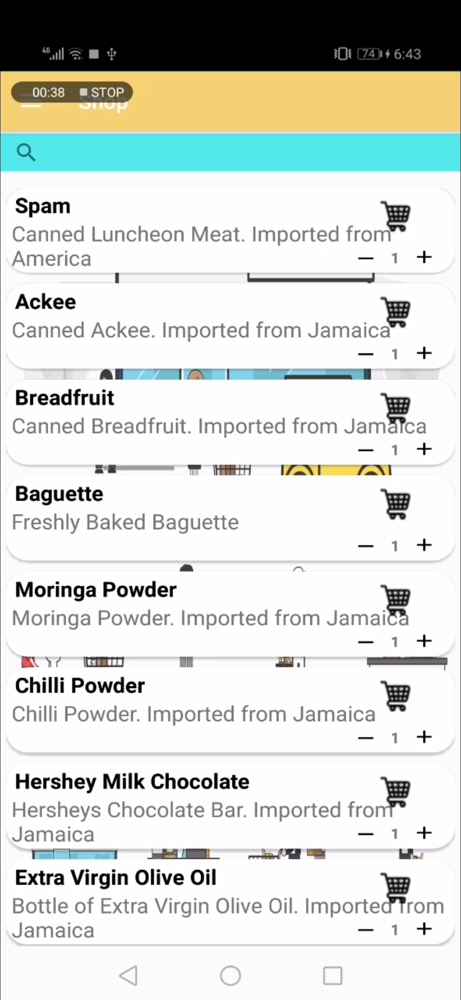 4G 74 6:43
00:38 STOP
Shop
Spam
Canned Luncheon Meat. Imported from
America
1
Ackee
Canned Ackee. Imported from Jamaica
1
Breadfruit
Canned Breadfruit. Imported from Jamaica
1
Baguette
Freshly Baked Baguette
1
Moringa Powder
Moringa Powder. Imported from Jamaica
1
Chilli Powder
Chilli Powder. Imported from Jamaica
1
Hershey Milk Chocolate
Hersheys Chocolate Bar. Imported from
Jamaica
1
Extra Virgin Olive Oil
Bottle of Extra Virgin Olive Oil. Imported from
Jamaica
1